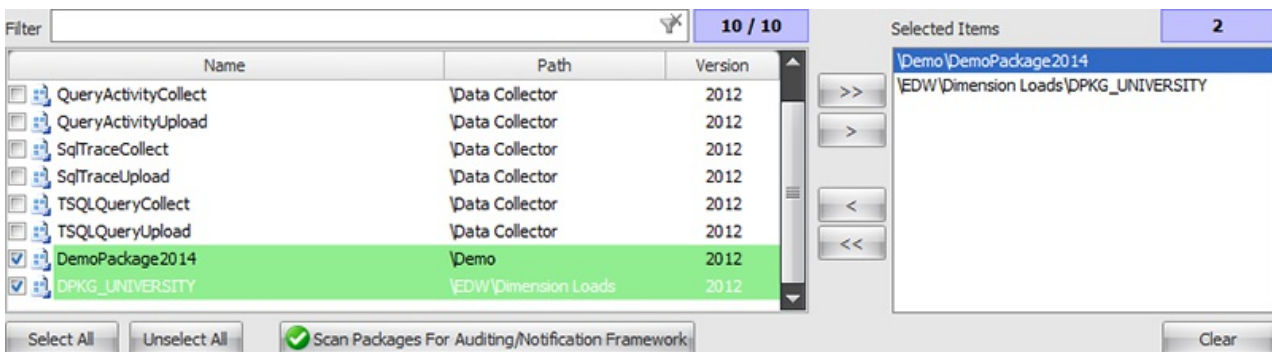 Filter 10 / 10 Selected Items 2
Name Path Version
QueryActivityCollect \Data Collector 2012
QueryActivityUpload \Data Collector 2012
SqlTraceCollect \Data Collector 2012
SqlTraceUpload \Data Collector 2012
TSQLQueryCollect \Data Collector 2012
TSQLQueryUpload \Data Collector 2012
DemoPackage2014 \Demo 2012
DPKG_UNIVERSITY \EDW\Dimension Loads 2012
>>
>
<
<<
\Demo\DemoPackage2014
\EDW\Dimension Loads\DPKG_UNIVERSITY
Select All Unselect All Scan Packages For Auditing/Notification Framework Clear